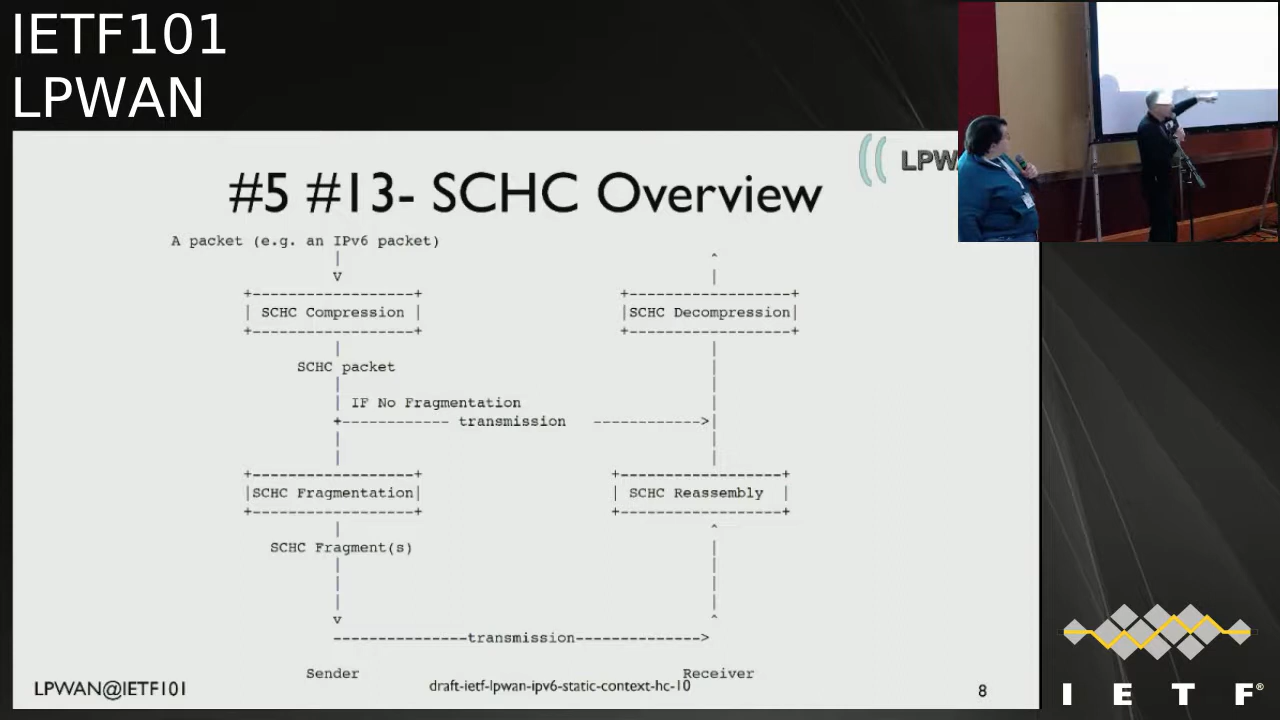 IETF101
LPWAN
LPW
#5 #13- SCHC Overview
A packet (e.g. an IPv6 packet)
SCHC Compression
SCHC Decompression
SCHC packet
IF No Fragmentation
transmission
SCHC Fragmentation
SCHC Reassembly
SCHC Fragment(s)
transmission
Sender
Receiver
LPWAN@IETF101
draft-ietf-lpwan-ipv6-static-context-hc-10
8
I E T F®